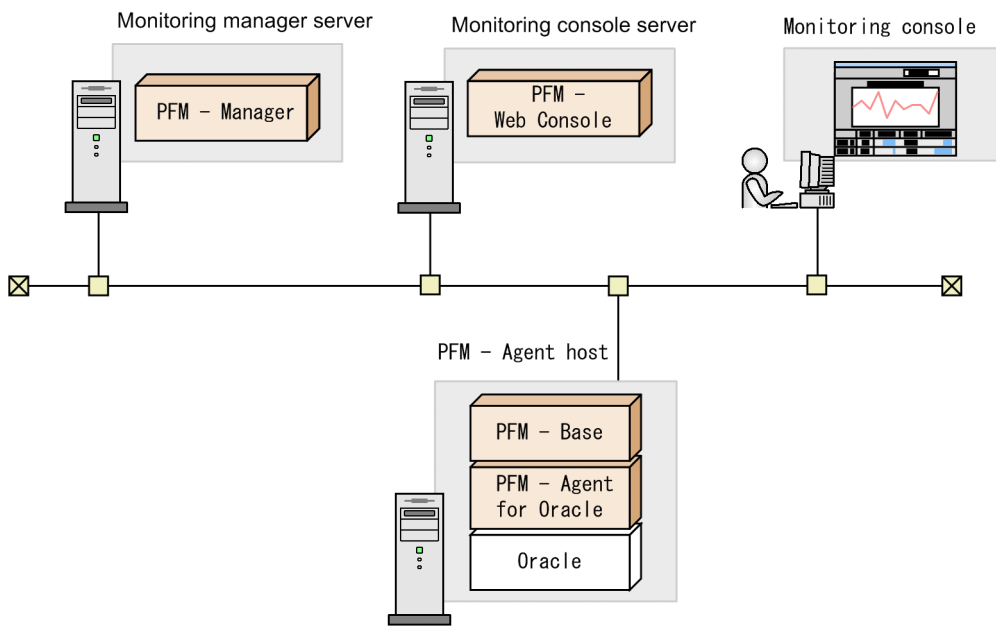 Monitoring manager server
Monitoring console server
Monitoring console
PFM - Manager
PFM -
Web Console
PFM - Agent host
PFM - Base
PFM - Agent
for Oracle
Oracle